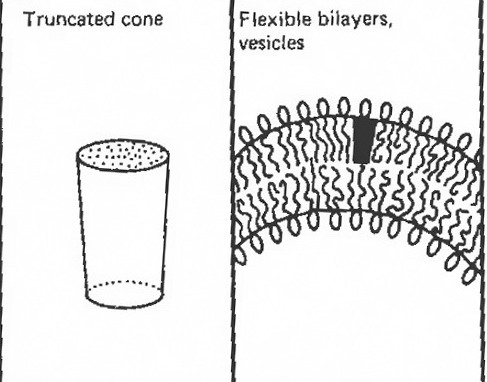 Truncated cone
Flexible bilayers,
vesicles